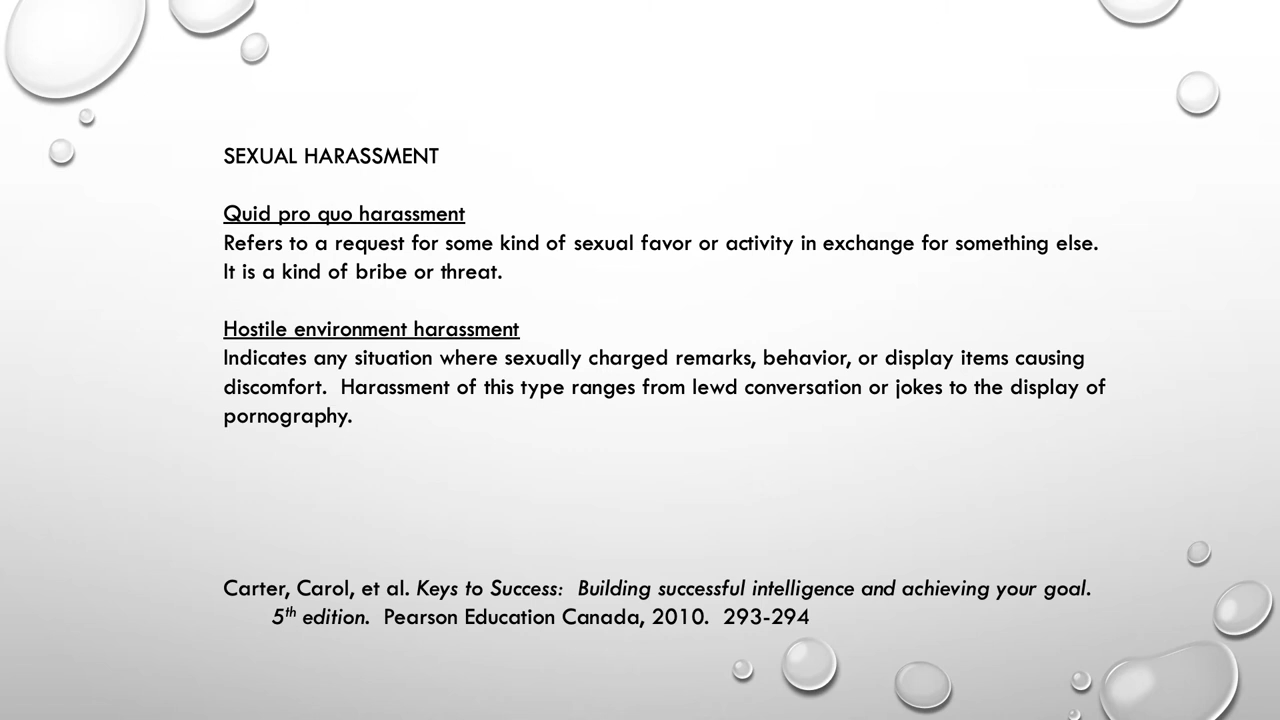 SEXUAL HARASSMENT
Quid pro quo harassment
Refers to a request for some kind of sexual favor or activity in exchange for something else.
It is a kind of bribe or threat.
Hostile environment harassment
Indicates any situation where sexually charged remarks, behavior, or display items causing
discomfort.  Harassment of this type ranges from lewd conversation or jokes to the display of
pornography.
Carter, Carol, et al. Keys to Success:  Building successful intelligence and achieving your goal.
5th edition.  Pearson Education Canada, 2010.  293-294